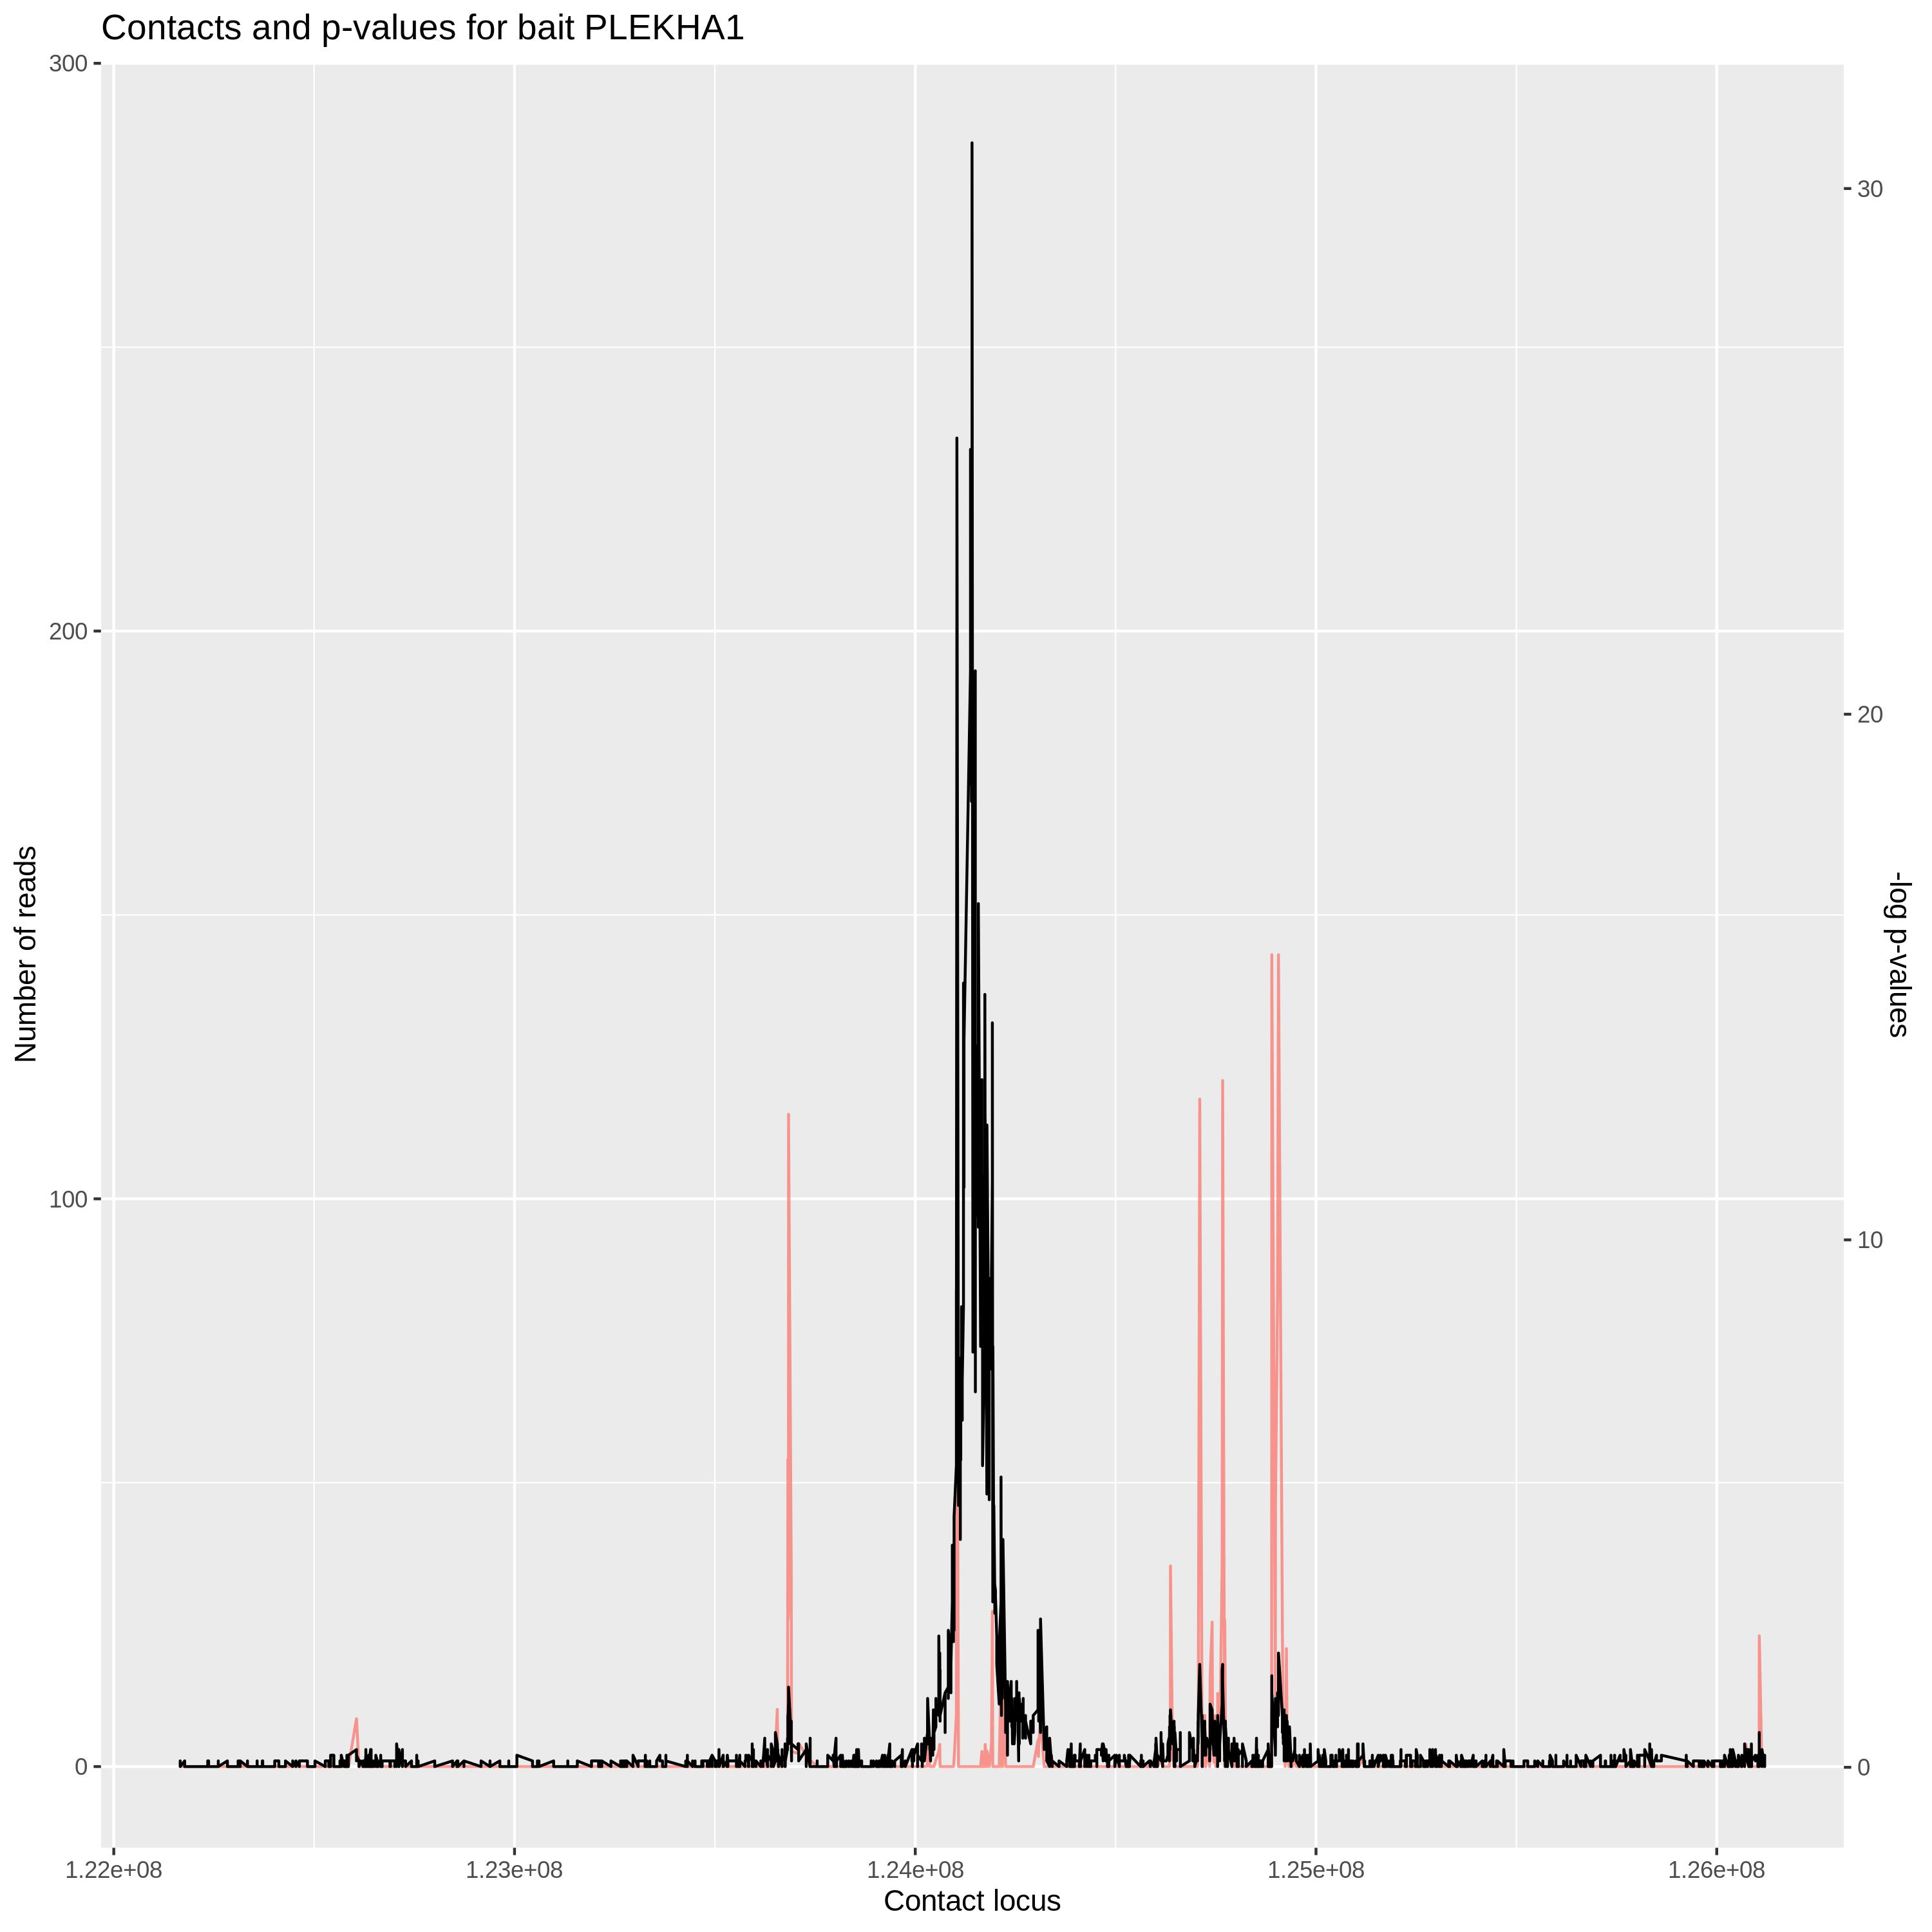 Contacts and p-values for bait PLEKHA1
300
200
100
0
Number of reads
30
20
10
0
-log p-values
1.22e+08
1.23e+08
1.24e+08
1.25e+08
1.26e+08
Contact locus